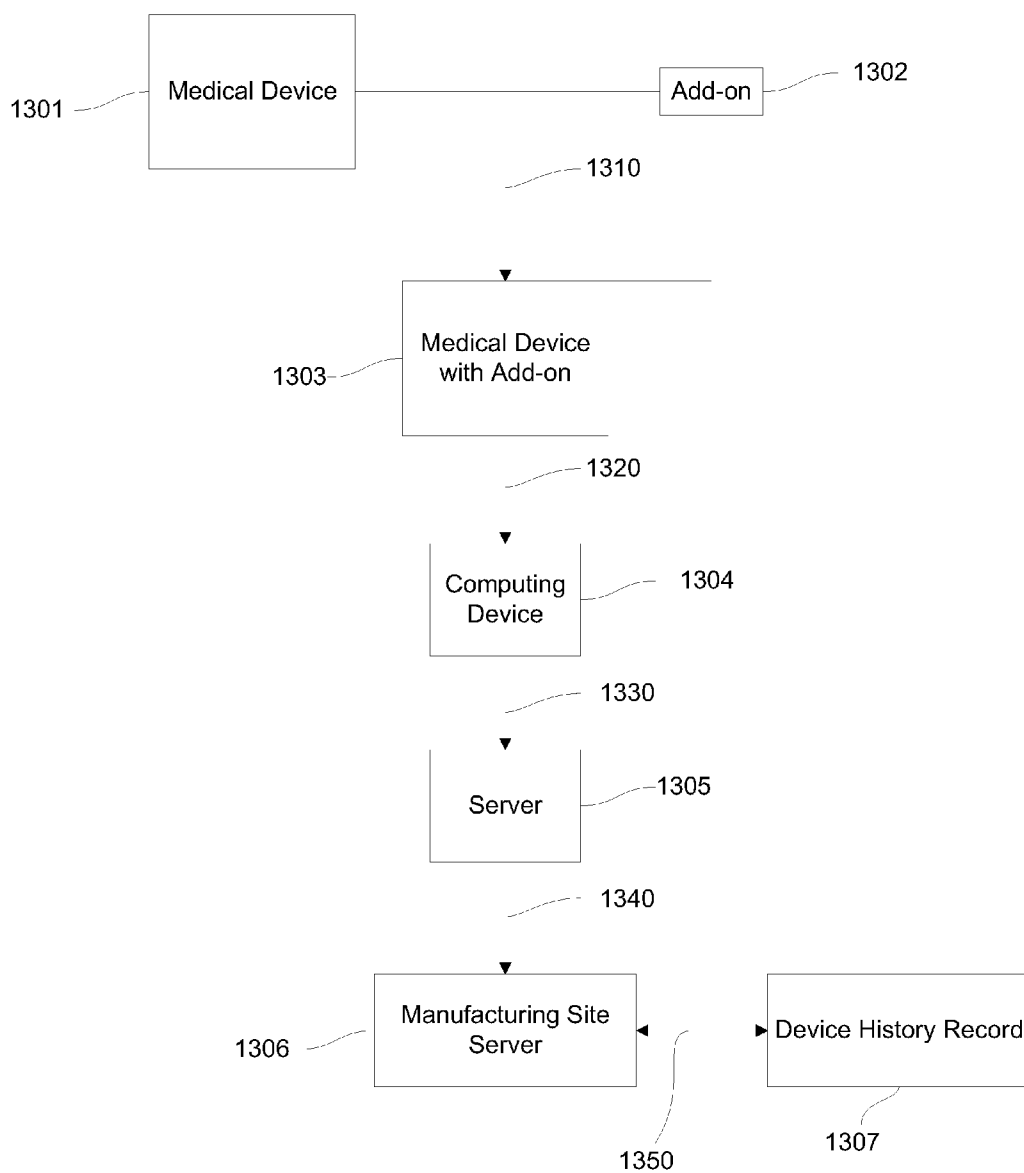 Medical Device
Add-on
1302
1301
1310
Medical Device
with Add-on
1303
1320
Computing
Device
1304
1330
Server
1305
1340
Manufacturing Site
Server
Device History Record
1306
1350
1307